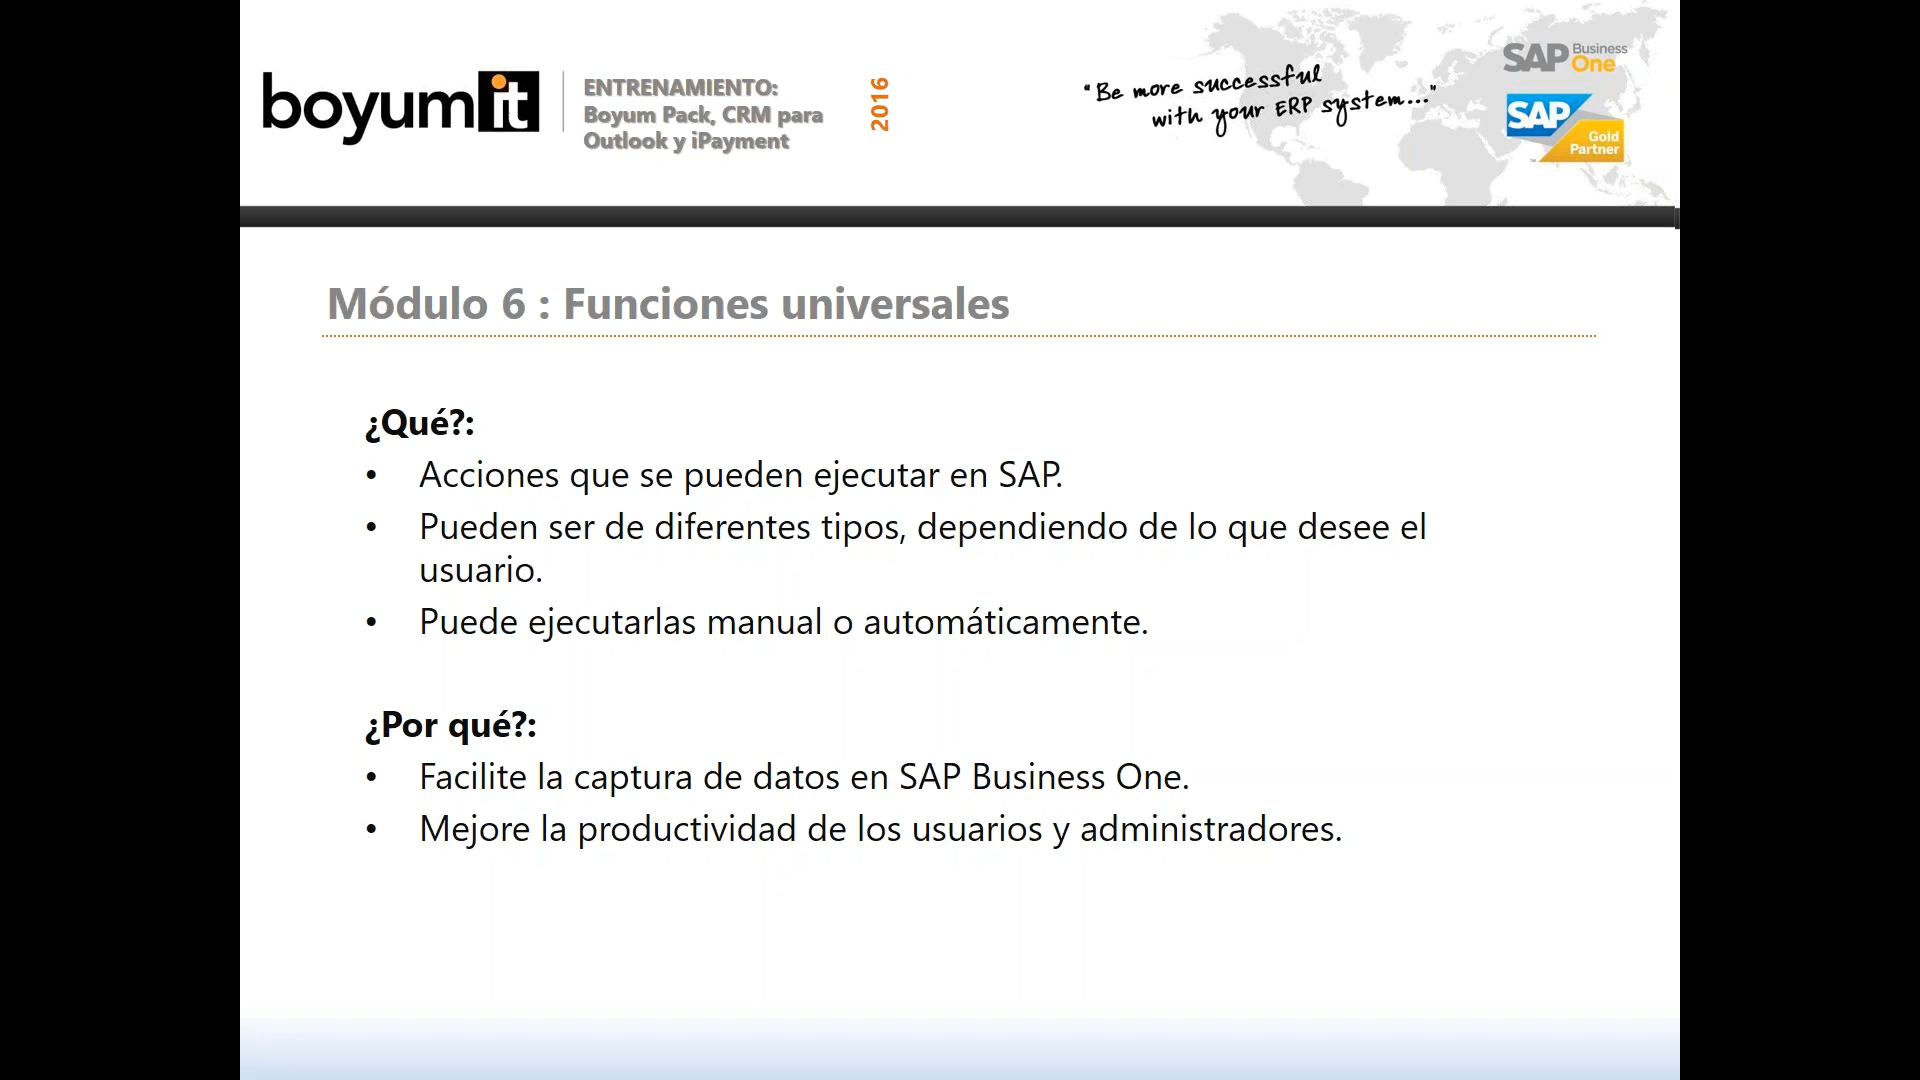 boyumit
ENTRENAMIENTO:
Boyum Pack, CRM para
Outlook y iPayment
2016
"Be more successful
with your ERP system..."
SAP Business
One
SAP
Gold
Partner
Módulo 6 : Funciones universales
¿Qué?:
• Acciones que se pueden ejecutar en SAP.
• Pueden ser de diferentes tipos, dependiendo de lo que desee el
usuario.
• Puede ejecutarlas manual o automáticamente.
¿Por qué?:
• Facilite la captura de datos en SAP Business One.
• Mejore la productividad de los usuarios y administradores.